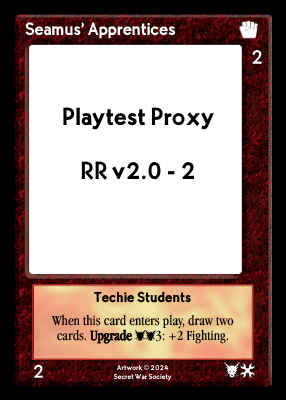 Seamus' Apprentices
2
Playtest Proxy
RR v2.0 - 2
Techie Students
When this card enters play, draw two
cards. Upgrade 3: +2 Fighting.
Artwork © 2024
Secret War Society
2